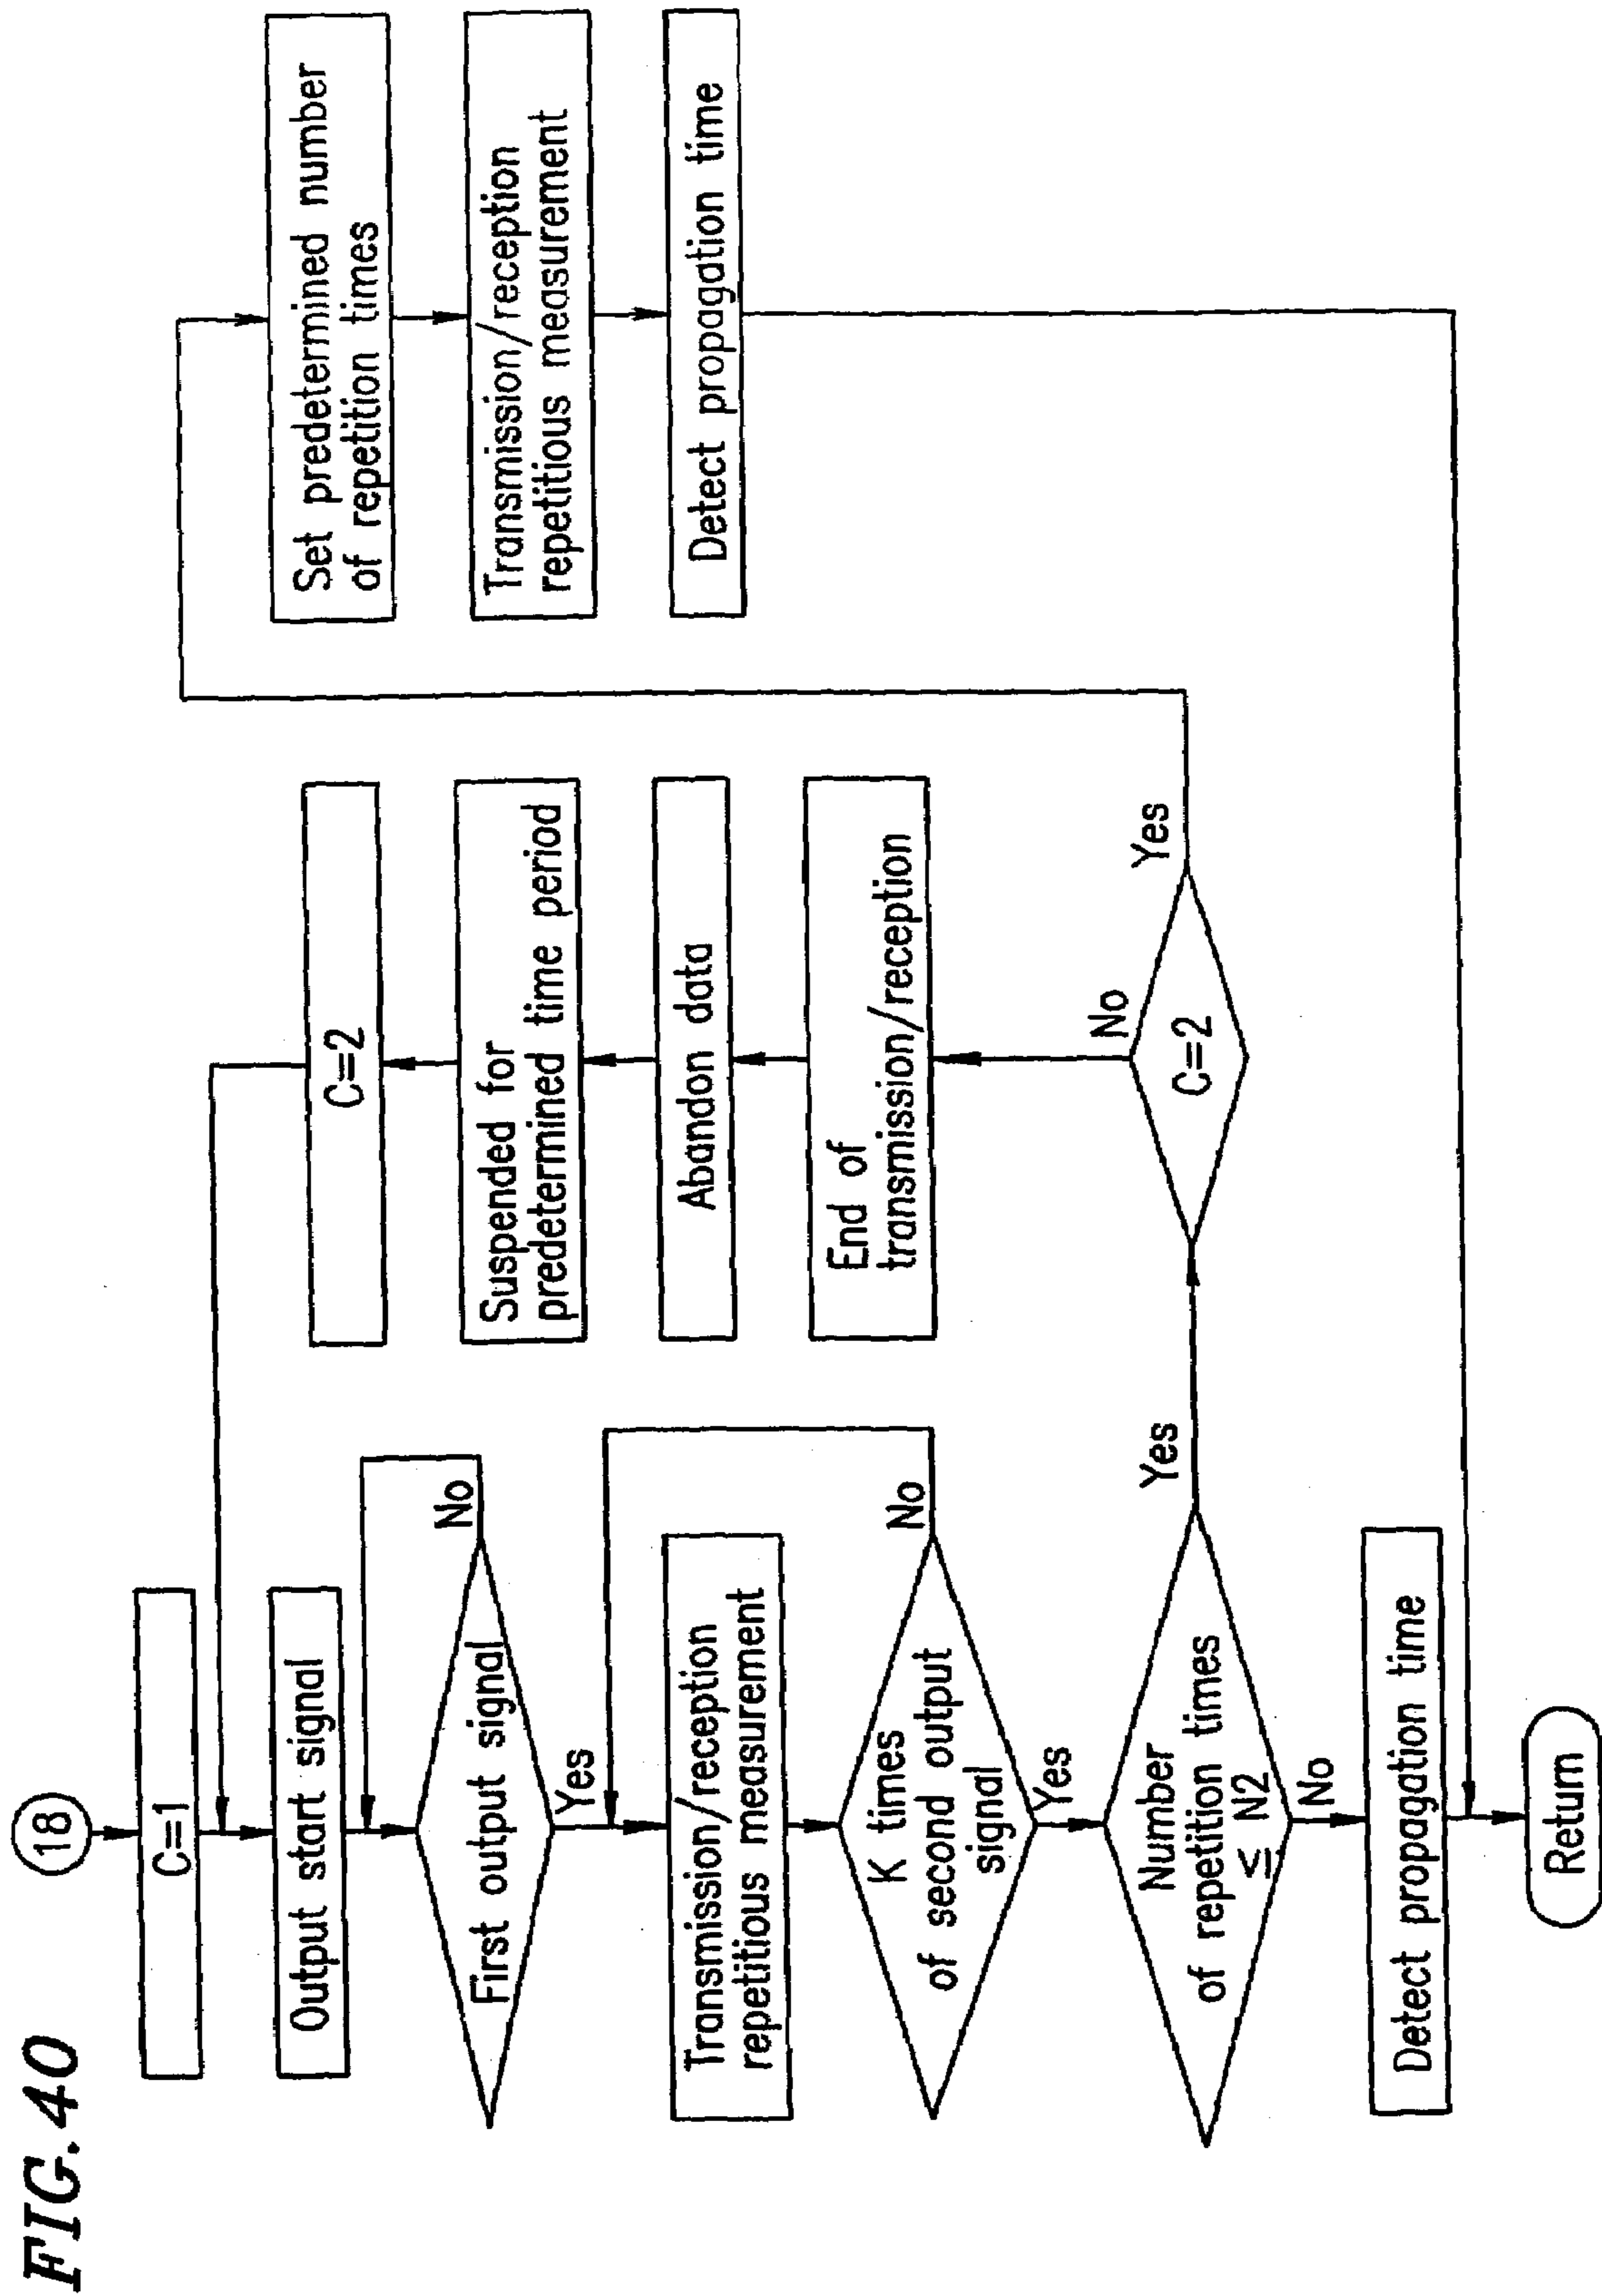 FIG. 40
18
C=1
Output start signal
First output signal
No
Yes
Transmission/reception
repetitious measurement
K times
of second output
signal
No
Yes
Number
of repetition times
≦ N2
Yes
No
Detect propagation time
Return
C=2
Suspended for
predetermined time period
Abandon data
End of
transmission/reception
No
C=2
Yes
Set predetermined number
of repetition times
Transmission/reception
repetitious measurement
Detect propagation time